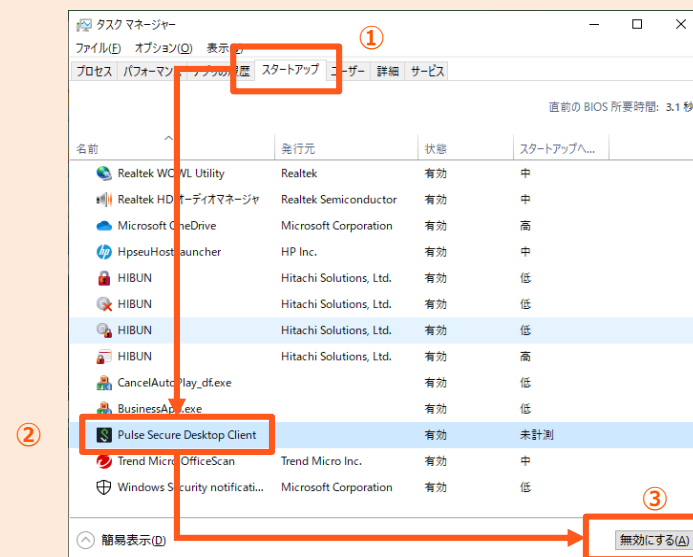 タスク マネージャー
①
ファイル(F) オプション(O) 表示
プロセス パフォーマンス アプリの履歴 スタートアップ ユーザー 詳細 サービス
直前の BIOS 所要時間: 3.1 秒
名前 発行元 状態 スタートアップへ...
Realtek WOWL Utility Realtek 有効 中
Realtek HD オーディオマネージャ Realtek Semiconductor 有効 中
Microsoft OneDrive Microsoft Corporation 有効 高
HpseuHostLauncher HP Inc. 有効 中
HIBUN Hitachi Solutions, Ltd. 有効 低
HIBUN Hitachi Solutions, Ltd. 有効 低
HIBUN Hitachi Solutions, Ltd. 有効 低
HIBUN Hitachi Solutions, Ltd. 有効 高
CancelAutoPlay_df.exe 有効 低
BusinessApp.exe 有効 低
② Pulse Secure Desktop Client 有効 未計測
Trend Micro OfficeScan Trend Micro Inc. 有効 中
Windows Security notificati... Microsoft Corporation 有効 低
③
簡易表示(D) 無効にする(A)